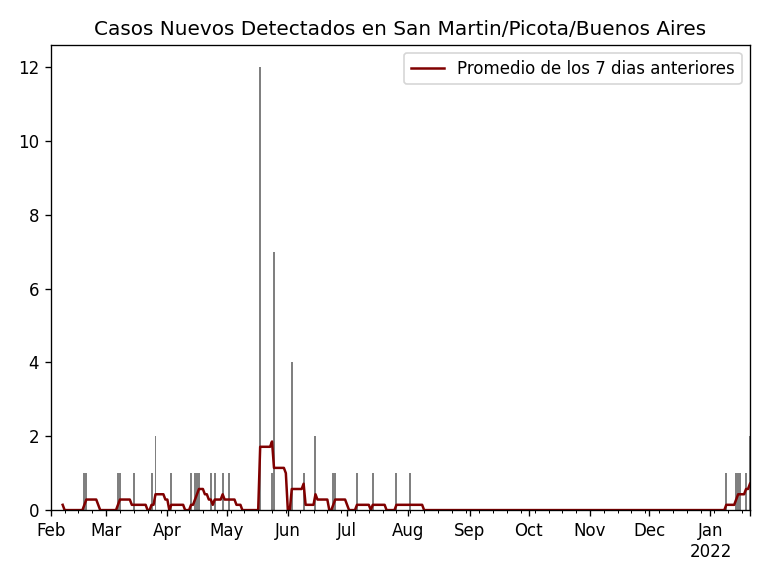 Casos Nuevos Detectados en San Martin/Picota/Buenos Aires
Promedio de los 7 dias anteriores
12
10
8
6
4
2
0
Feb Mar Apr May Jun Jul Aug Sep Oct Nov Dec Jan
2022